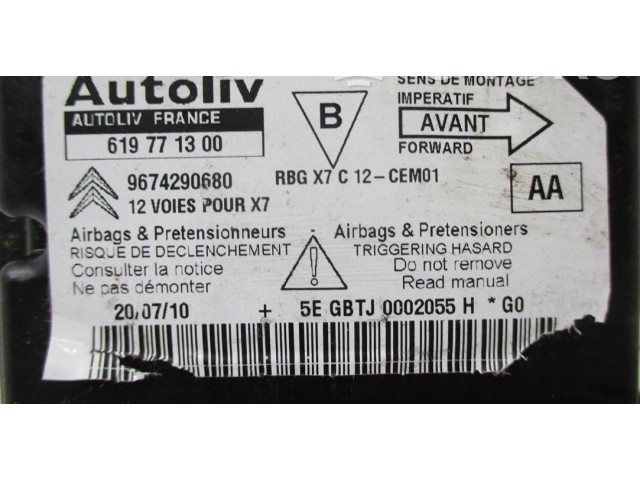 Autoliv
AUTOLIV FRANCE
619 77 13 00
9674290680
12 VOIES POUR X7
B
RBG X7 C 12-CEM01
SENS DE MONTAGE
IMPERATIF
AVANT
FORWARD
AA
Airbags & Pretensionneurs
RISQUE DE DECLENCHEMENT
Consulter la notice
Ne pas démonter
!
Airbags & Pretensioners
TRIGGERING HASARD
Do not remove
Read manual
20/07/10 + 5E GBTJ 0002055 H * G0